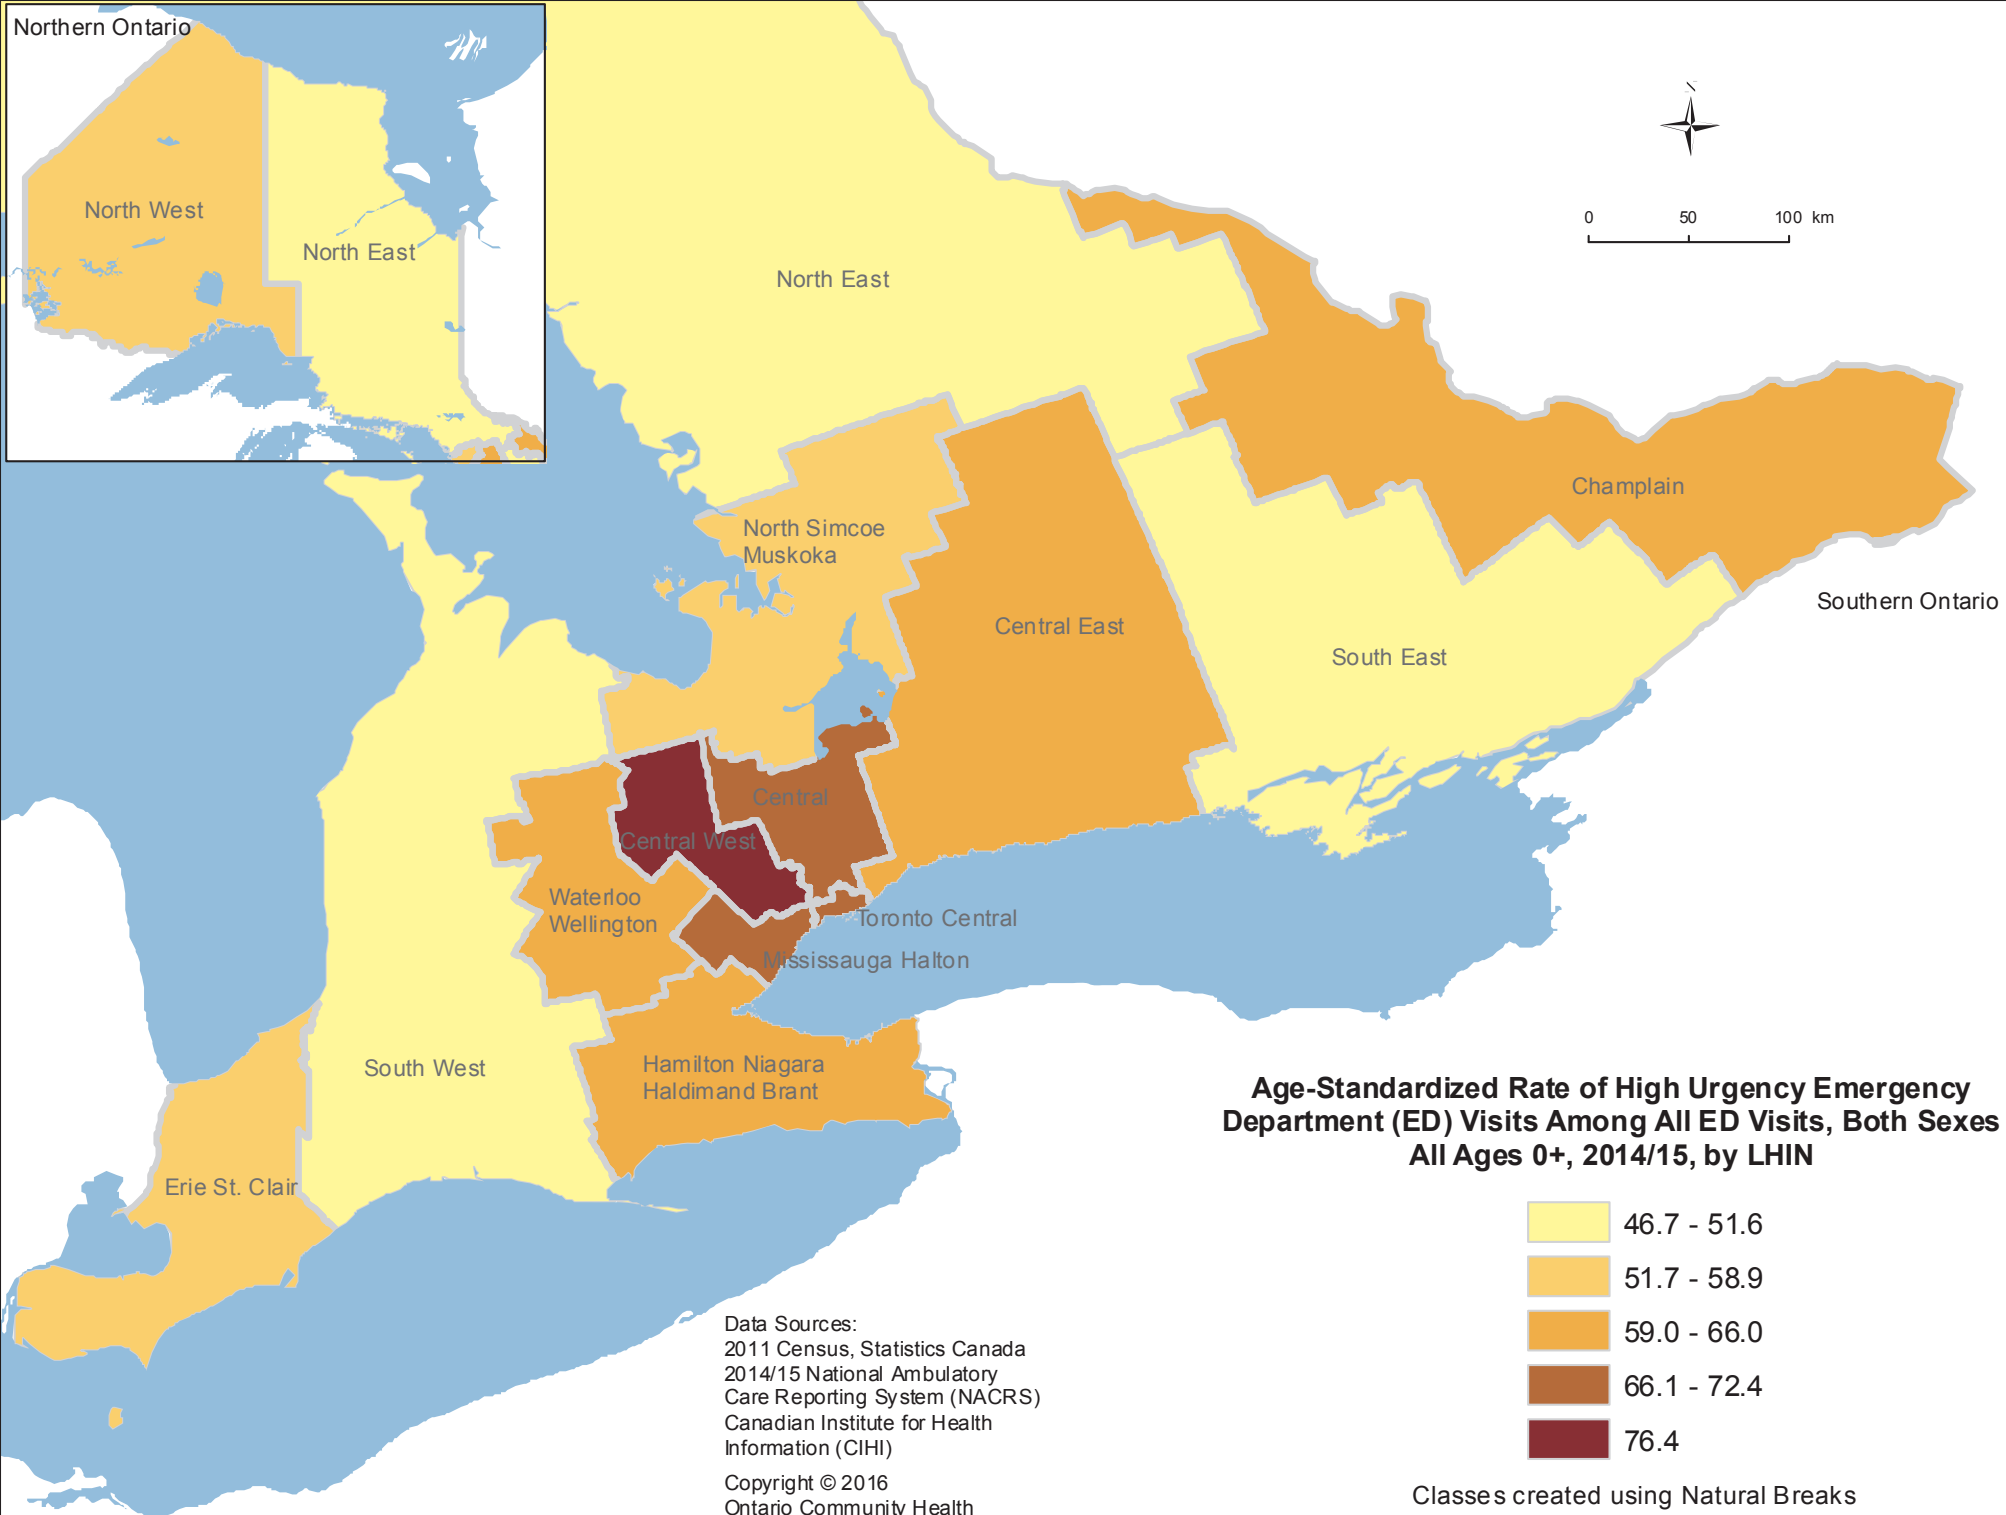 Northern Ontario
N
0 50 100 km
North West
North East
North East
Champlain
North Simcoe
Muskoka
Southern Ontario
Central East
South East
Central
Central West
Waterloo
Wellington
Toronto Central
Mississauga Halton
South West
Hamilton Niagara
Haldimand Brant
Erie St. Clair
Age-Standardized Rate of High Urgency Emergency
Department (ED) Visits Among All ED Visits, Both Sexes
All Ages 0+, 2014/15, by LHIN
46.7 - 51.6
51.7 - 58.9
59.0 - 66.0
66.1 - 72.4
76.4
Classes created using Natural Breaks
Data Sources:
2011 Census, Statistics Canada
2014/15 National Ambulatory
Care Reporting System (NACRS)
Canadian Institute for Health
Information (CIHI)
Copyright © 2016
Ontario Community Health